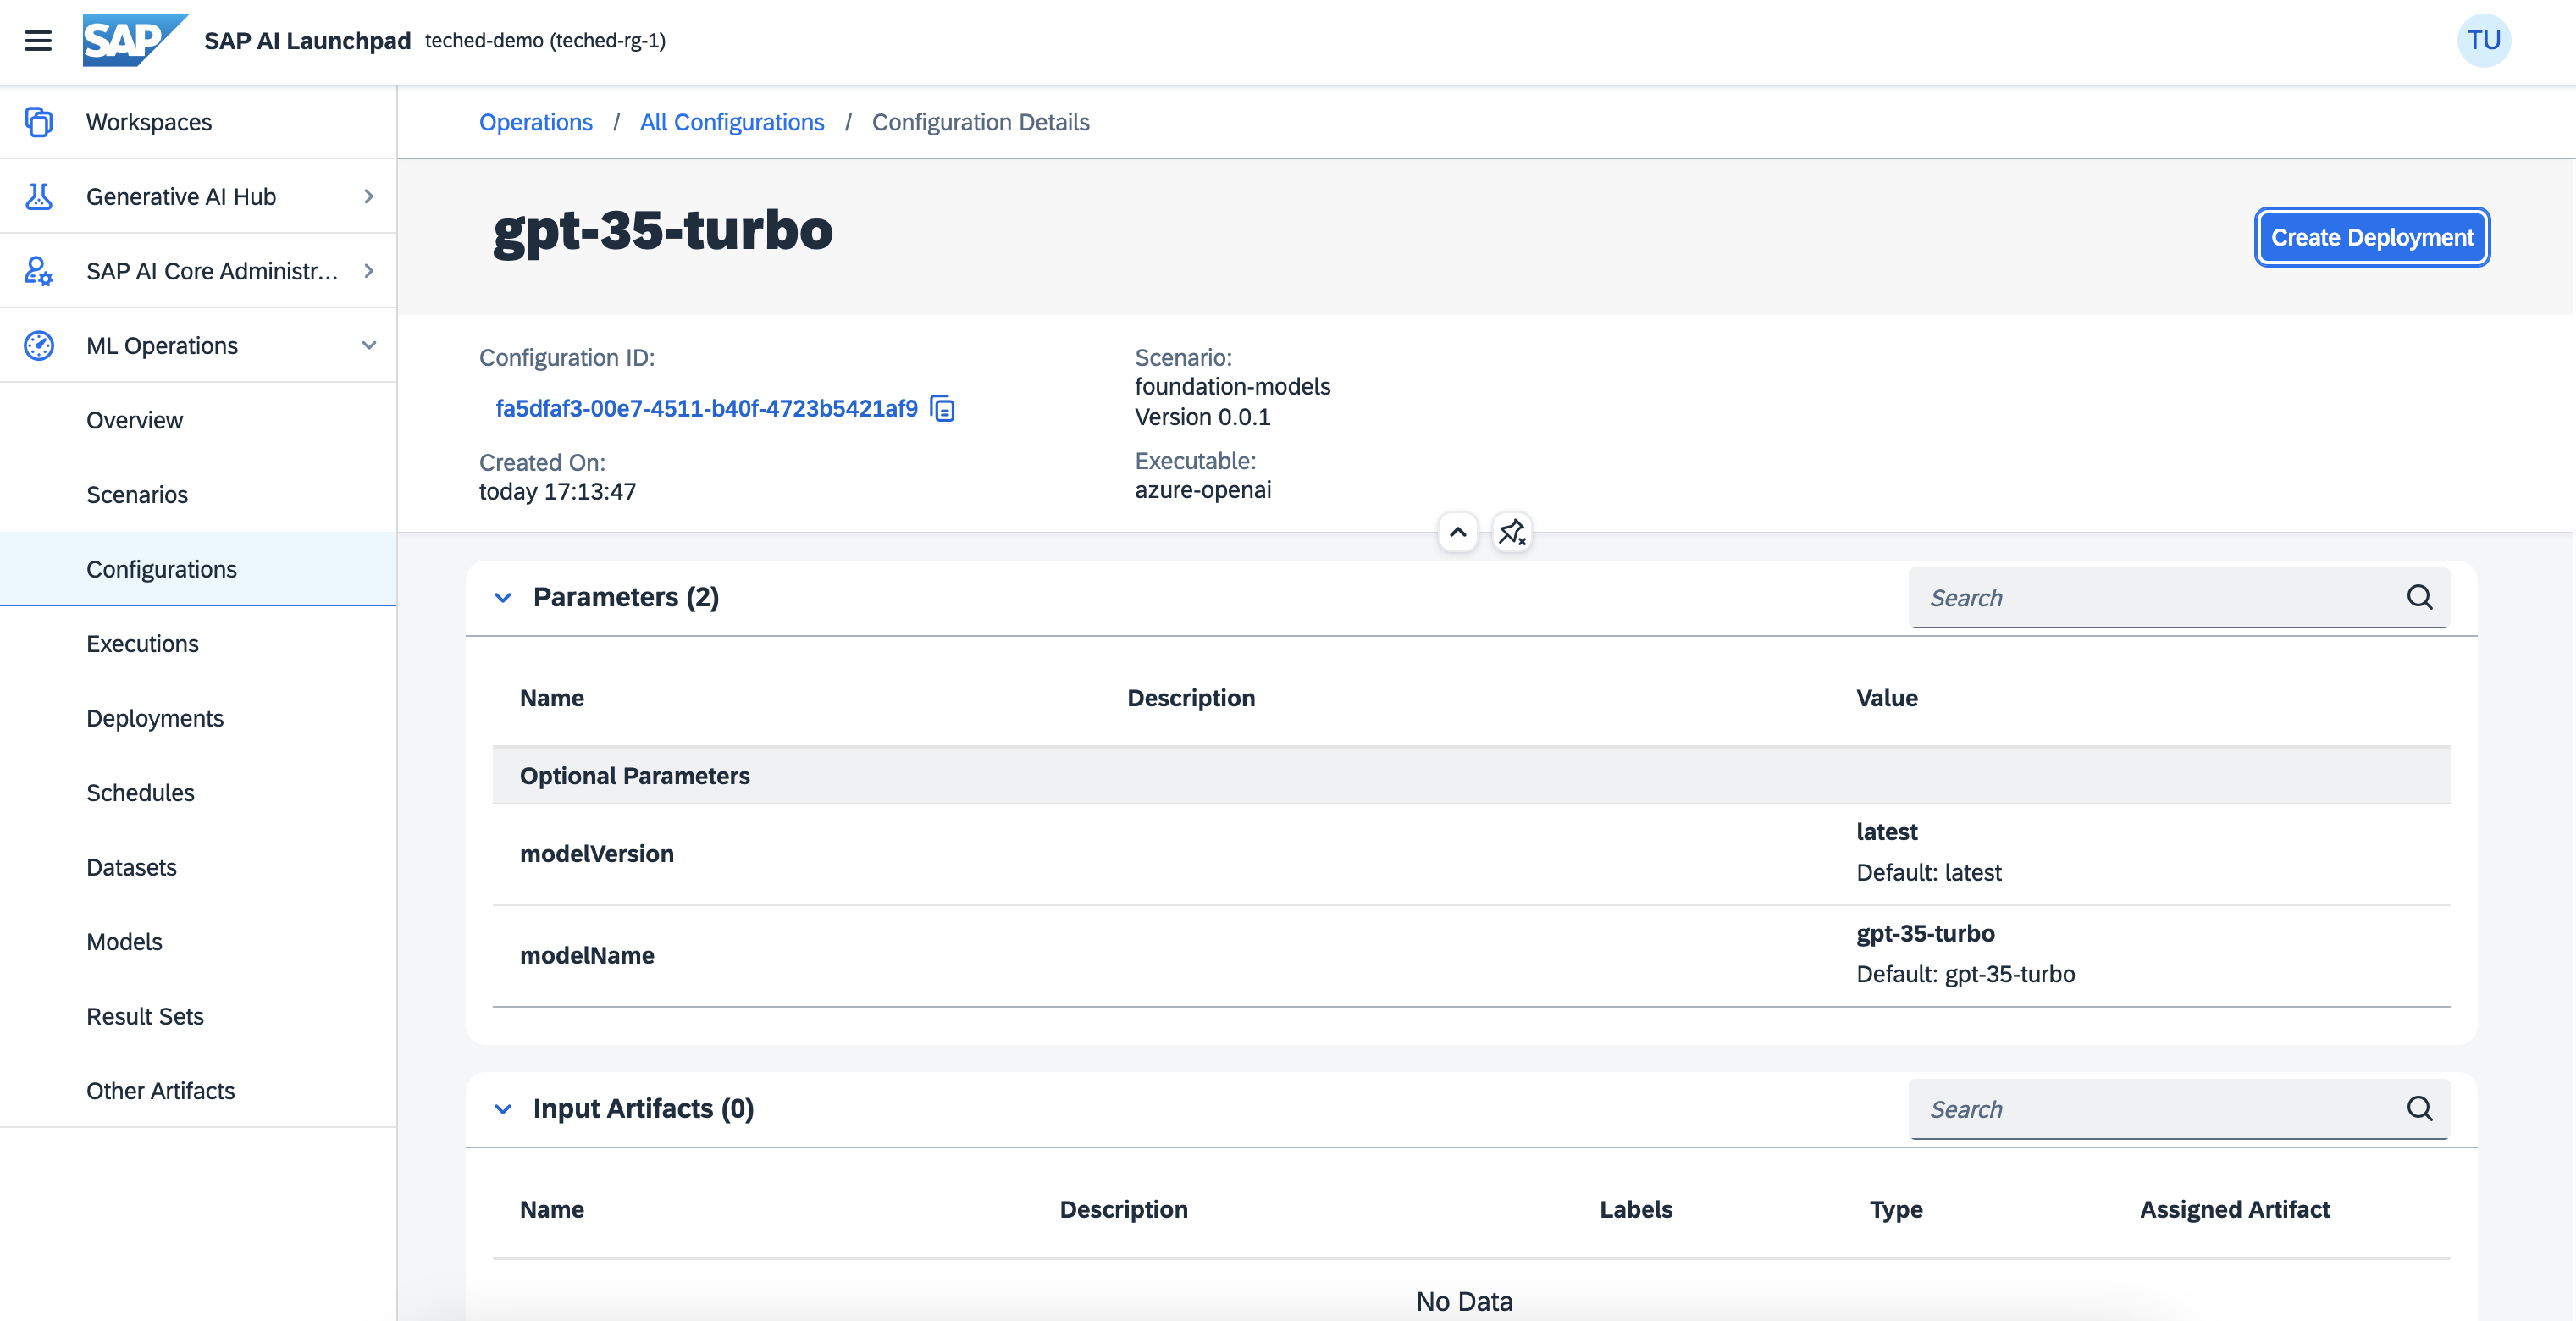 SAP SAP AI Launchpad teched-demo (teched-rg-1) TU
Workspaces
Generative AI Hub
SAP AI Core Administr...
ML Operations
Overview
Scenarios
Configurations
Executions
Deployments
Schedules
Datasets
Models
Result Sets
Other Artifacts
Operations / All Configurations / Configuration Details
gpt-35-turbo
Create Deployment
Configuration ID:
fa5dfaf3-00e7-4511-b40f-4723b5421af9
Created On:
today 17:13:47
Scenario:
foundation-models
Version 0.0.1
Executable:
azure-openai
Parameters (2)
Search
Name Description Value
Optional Parameters
modelVersion
latest
Default: latest
modelName
gpt-35-turbo
Default: gpt-35-turbo
Input Artifacts (0)
Search
Name Description Labels Type Assigned Artifact
No Data